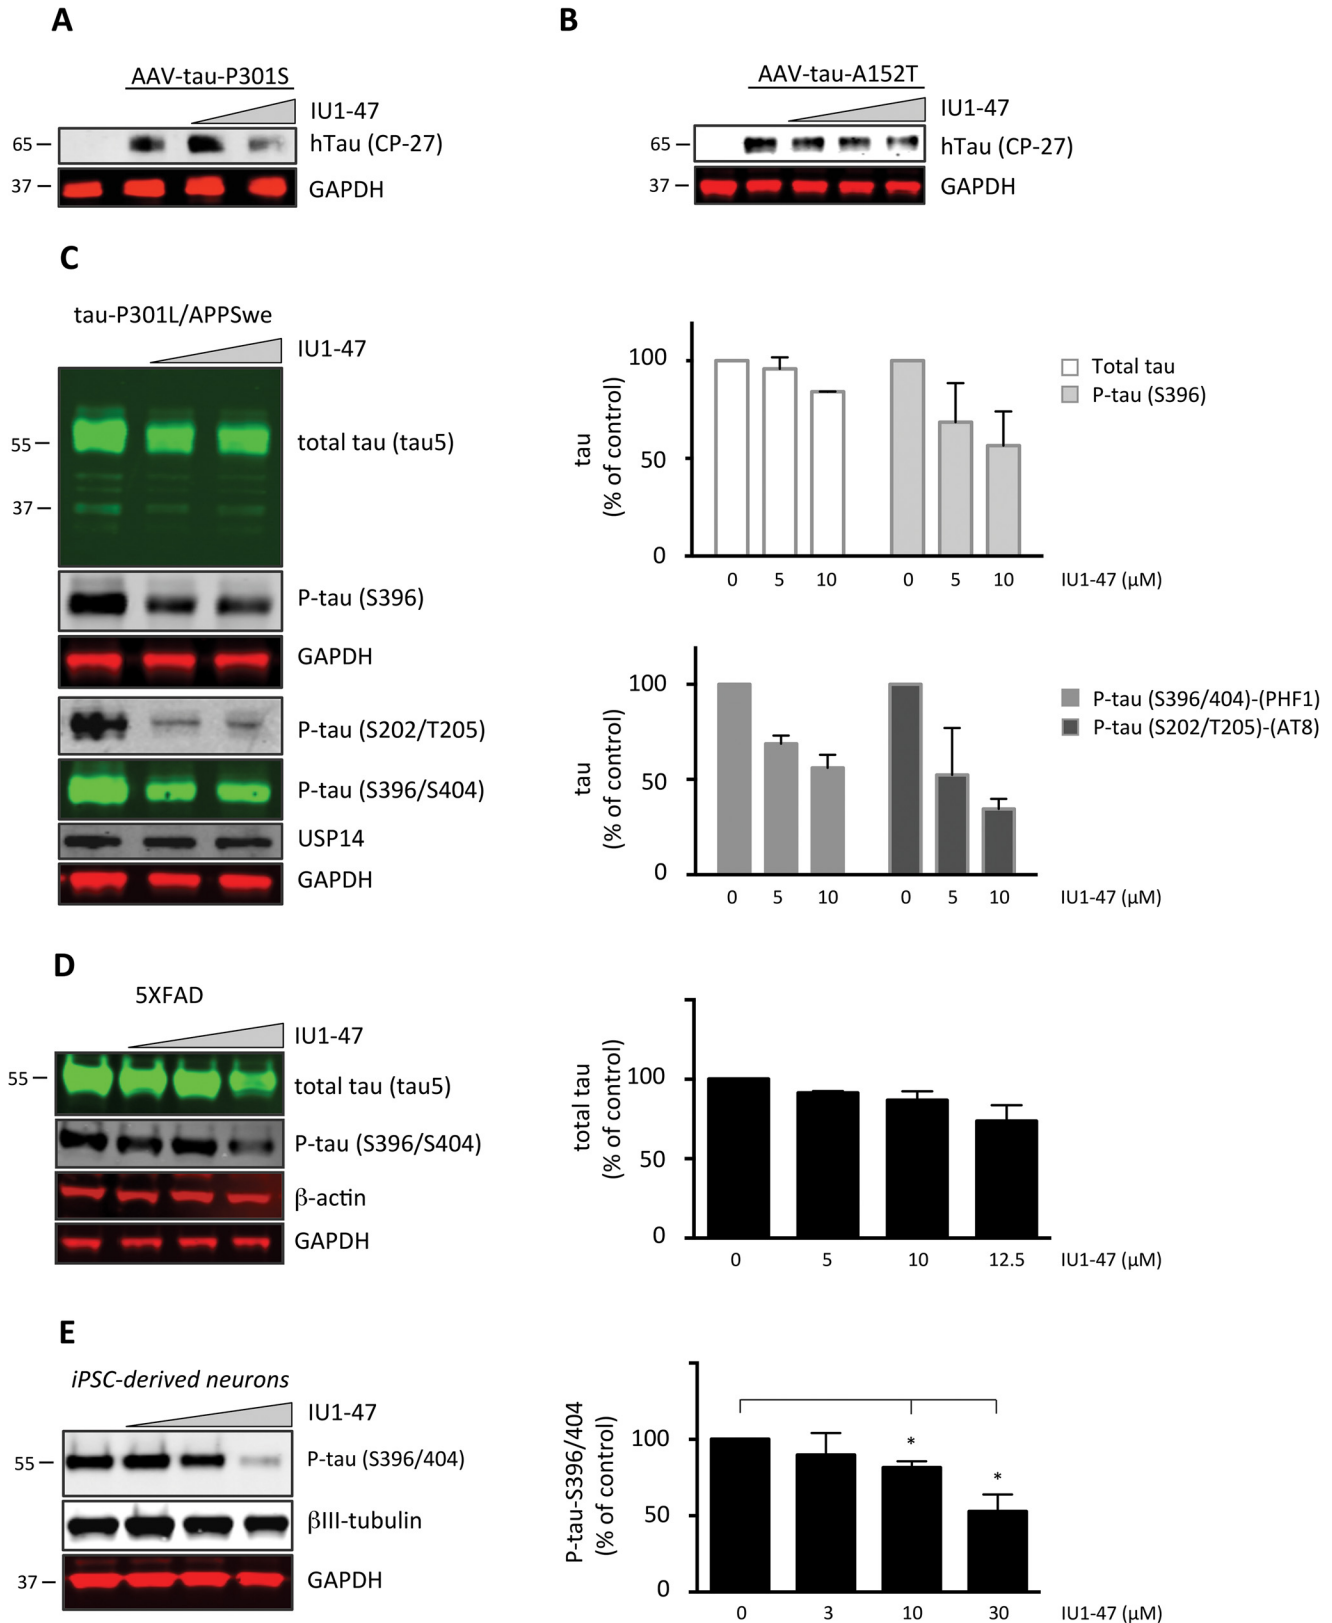 A
AAV-tau-P301S
IU1-47
65
hTau (CP-27)
37
GAPDH
B
AAV-tau-A152T
IU1-47
65
hTau (CP-27)
37
GAPDH
C
tau-P301L/APPSwe
IU1-47
55
total tau (tau5)
37
P-tau (S396)
GAPDH
P-tau (S202/T205)
P-tau (S396/S404)
USP14
GAPDH
tau
(% of control)
100
50
0
0 5 10 0 5 10 IU1-47 (µM)
Total tau
P-tau (S396)
tau
(% of control)
100
50
0
0 5 10 0 5 10 IU1-47 (µM)
P-tau (S396/404)-(PHF1)
P-tau (S202/T205)-(AT8)
D
5XFAD
IU1-47
55
total tau (tau5)
P-tau (S396/S404)
β-actin
GAPDH
total tau
(% of control)
100
50
0
0 5 10 12.5 IU1-47 (µM)
E
iPSC-derived neurons
IU1-47
55
P-tau (S396/404)
βIII-tubulin
37
GAPDH
P-tau-S396/404
(% of control)
100
50
0
*
*
0 3 10 30 IU1-47 (µM)